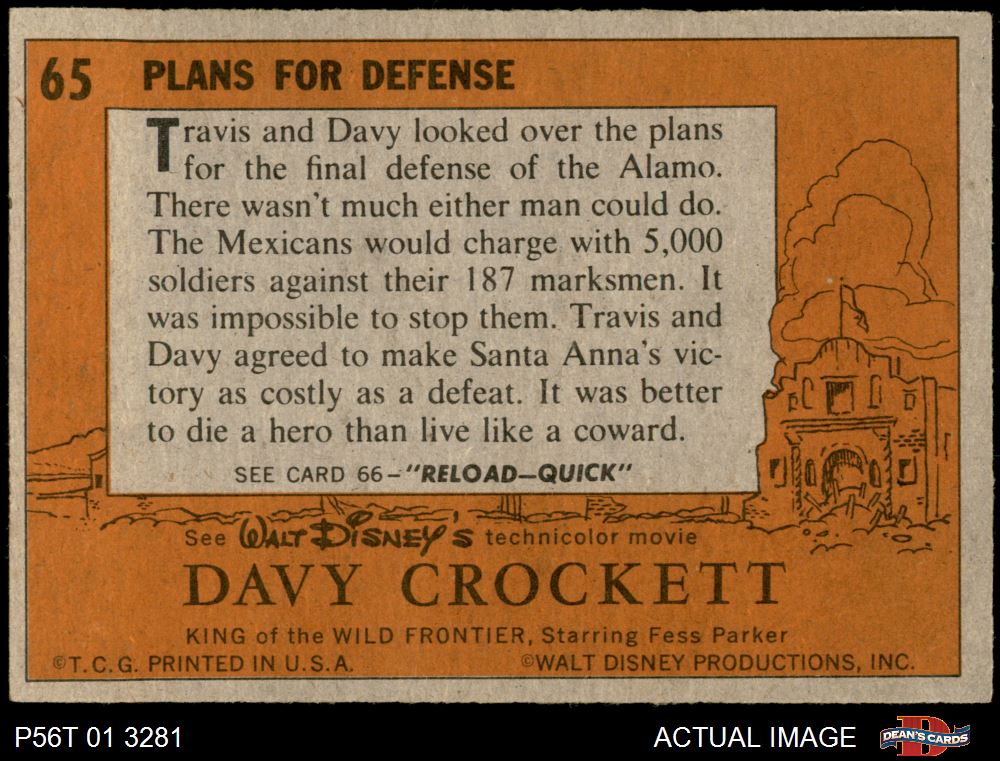 65 PLANS FOR DEFENSE
Travis and Davy looked over the plans
for the final defense of the Alamo.
There wasn't much either man could do.
The Mexicans would charge with 5,000
soldiers against their 187 marksmen. It
was impossible to stop them. Travis and
Davy agreed to make Santa Anna's vic-
tory as costly as a defeat. It was better
to die a hero than live like a coward.
SEE CARD 66–"RELOAD—QUICK"
See WALT DISNEY'S technicolor movie
DAVY CROCKETT
KING of the WILD FRONTIER, Starring Fess Parker
©T.C.G. PRINTED IN U.S.A. ©WALT DISNEY PRODUCTIONS, INC.
P56T 01 3281 ACTUAL IMAGE D DEAN'S CARDS